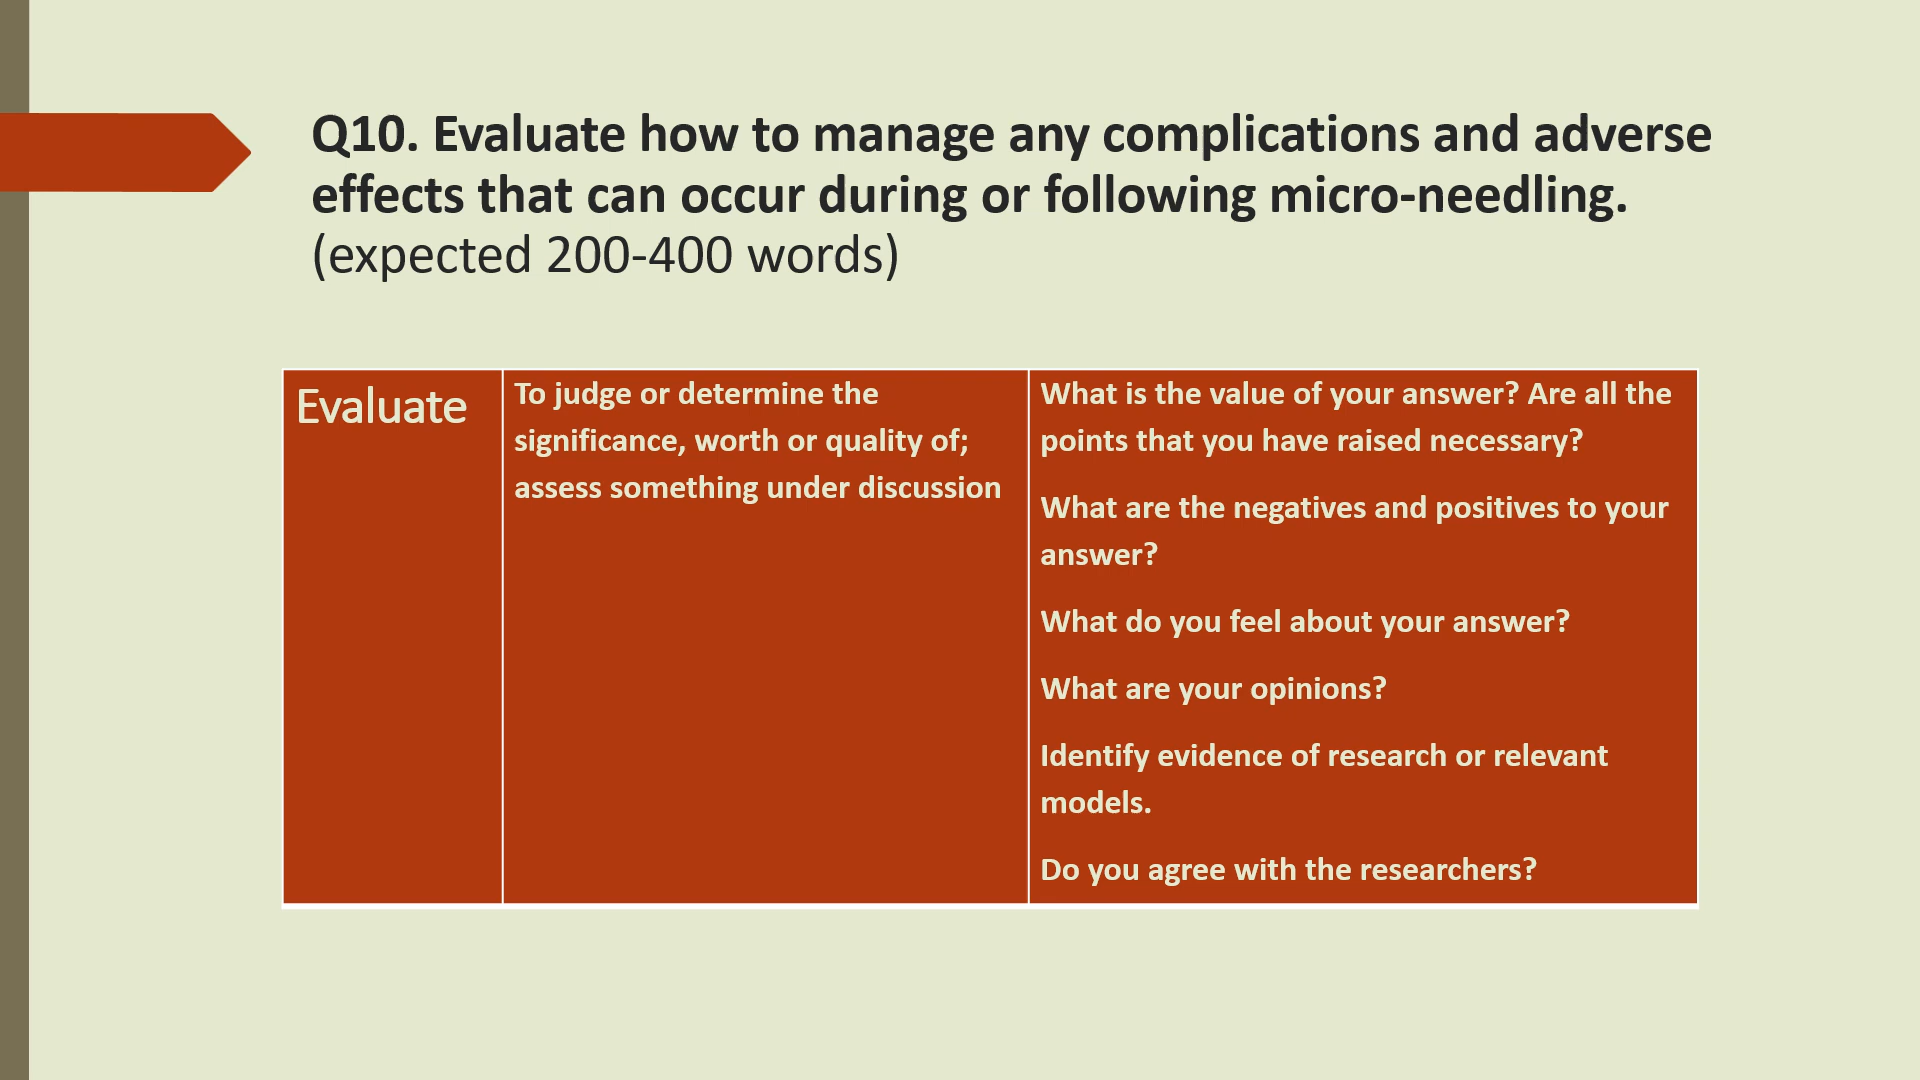 Q10. Evaluate how to manage any complications and adverse
effects that can occur during or following micro-needling.
(expected 200-400 words)
Evaluate
To judge or determine the
significance, worth or quality of;
assess something under discussion
What is the value of your answer? Are all the
points that you have raised necessary?
What are the negatives and positives to your
answer?
What do you feel about your answer?
What are your opinions?
Identify evidence of research or relevant
models.
Do you agree with the researchers?